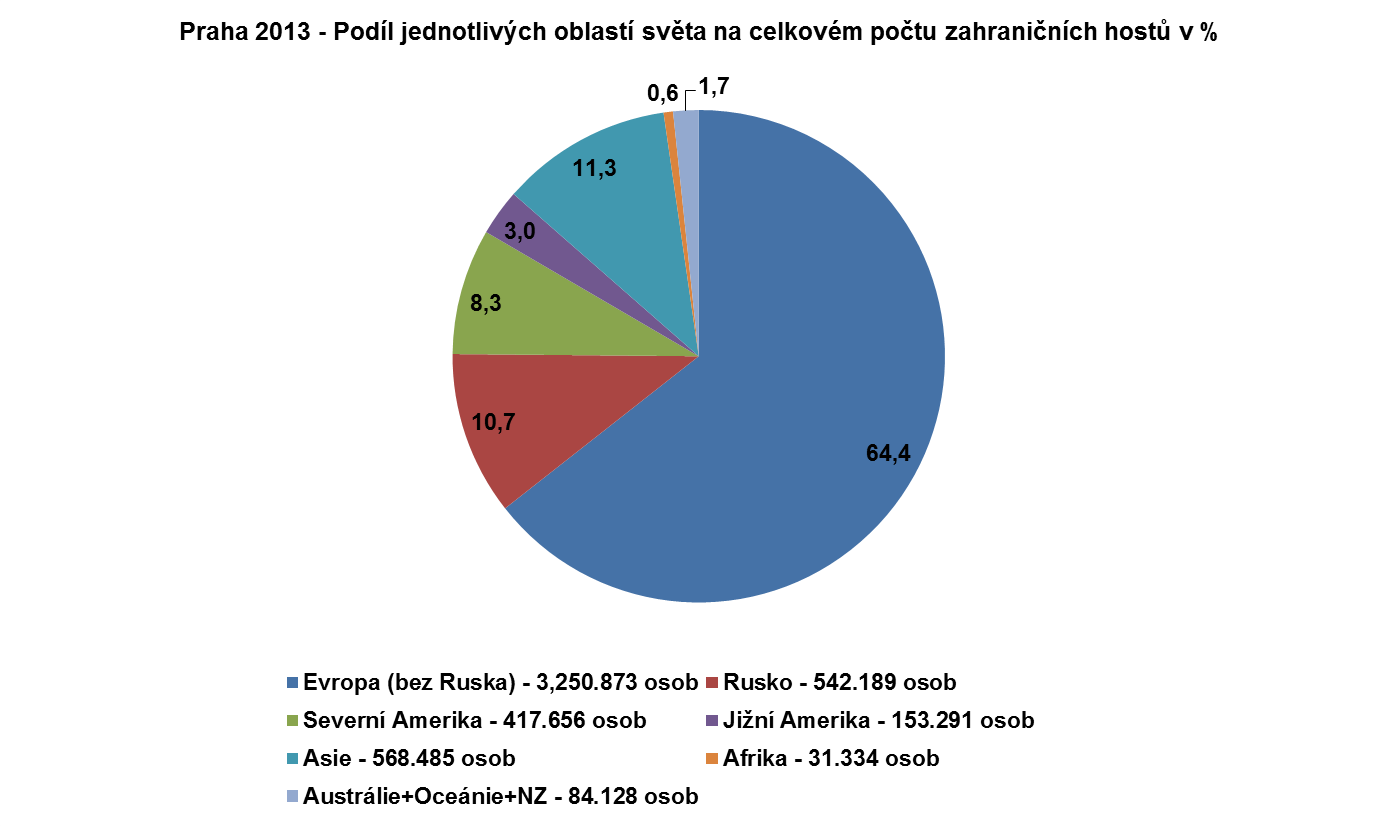 Praha 2013 - Podíl jednotlivých oblastí světa na celkovém počtu zahraničních hostů v %
0,6
1,7
11,3
3,0
8,3
10,7
64,4
Evropa (bez Ruska) - 3,250.873 osob
Rusko - 542.189 osob
Severní Amerika - 417.656 osob
Jižní Amerika - 153.291 osob
Asie - 568.485 osob
Afrika - 31.334 osob
Austrálie+Oceánie+NZ - 84.128 osob